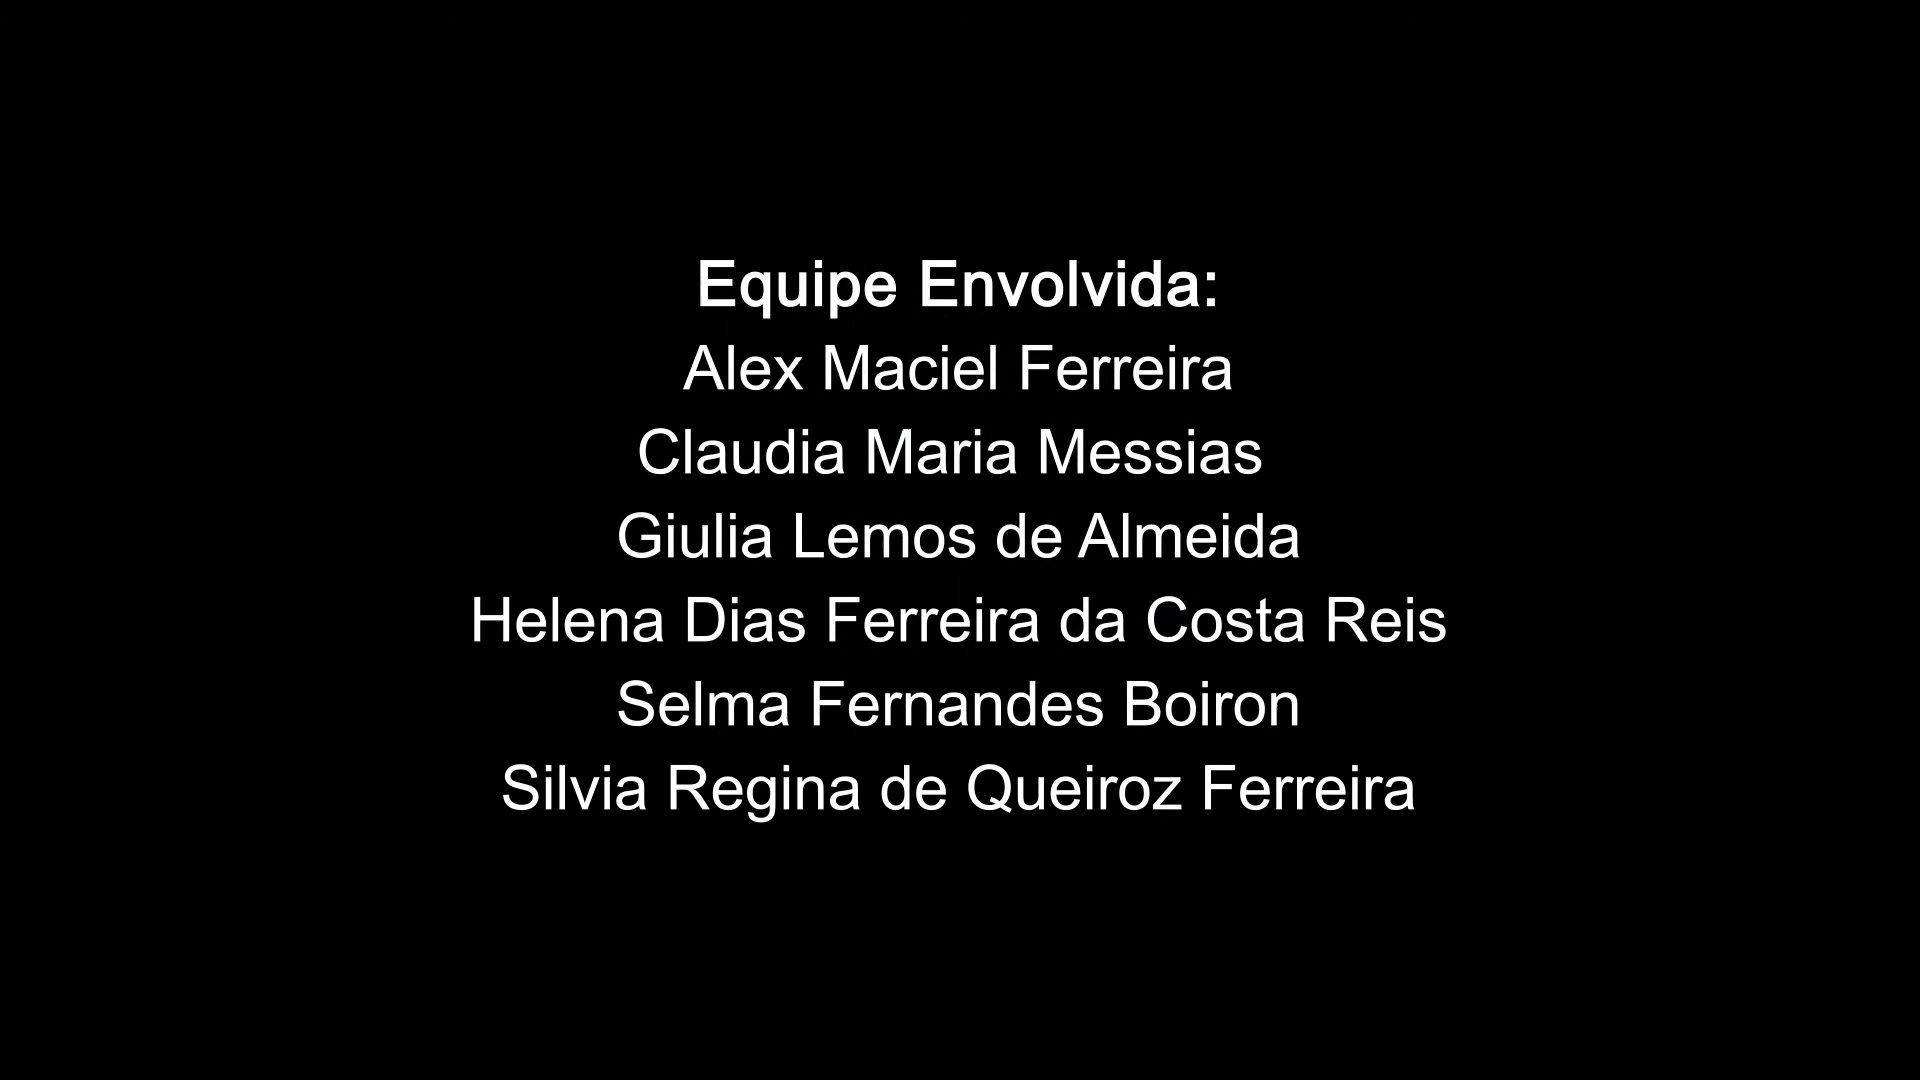 Equipe Envolvida:
Alex Maciel Ferreira
Claudia Maria Messias
Giulia Lemos de Almeida
Helena Dias Ferreira da Costa Reis
Selma Fernandes Boiron
Silvia Regina de Queiroz Ferreira